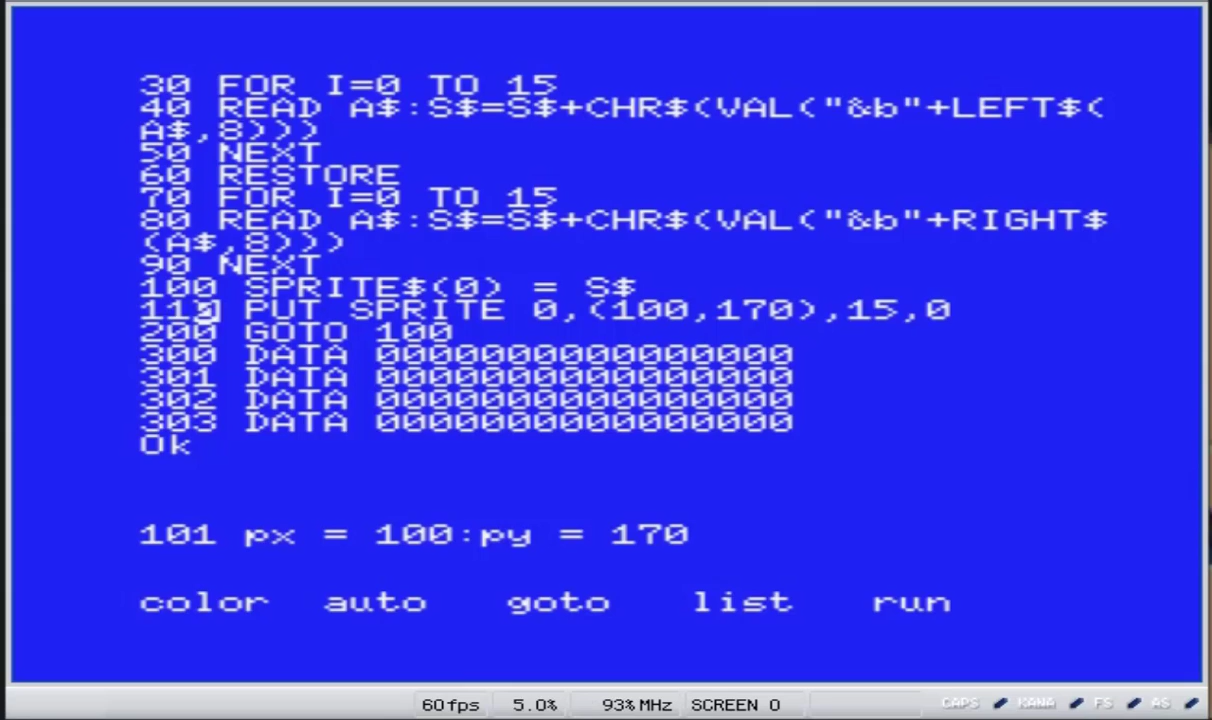 30 FOR I=0 TO 15
40 READ A$:S$=S$+CHR$(VAL("&b"+LEFT$(
A$,8)))
50 NEXT
60 RESTORE
70 FOR I=0 TO 15
80 READ A$:S$=S$+CHR$(VAL("&b"+RIGHT$
(A$,8)))
90 NEXT
100 SPRITE$(0) = S$
110 PUT SPRITE 0,(100,170),15,0
200 GOTO 100
300 DATA 0000000000000000
301 DATA 0000000000000000
302 DATA 0000000000000000
303 DATA 0000000000000000
Ok
101 px = 100:py = 170
color auto goto list run
60fps 5.0% 93%MHz SCREEN 0 CAPS KANA FS AS